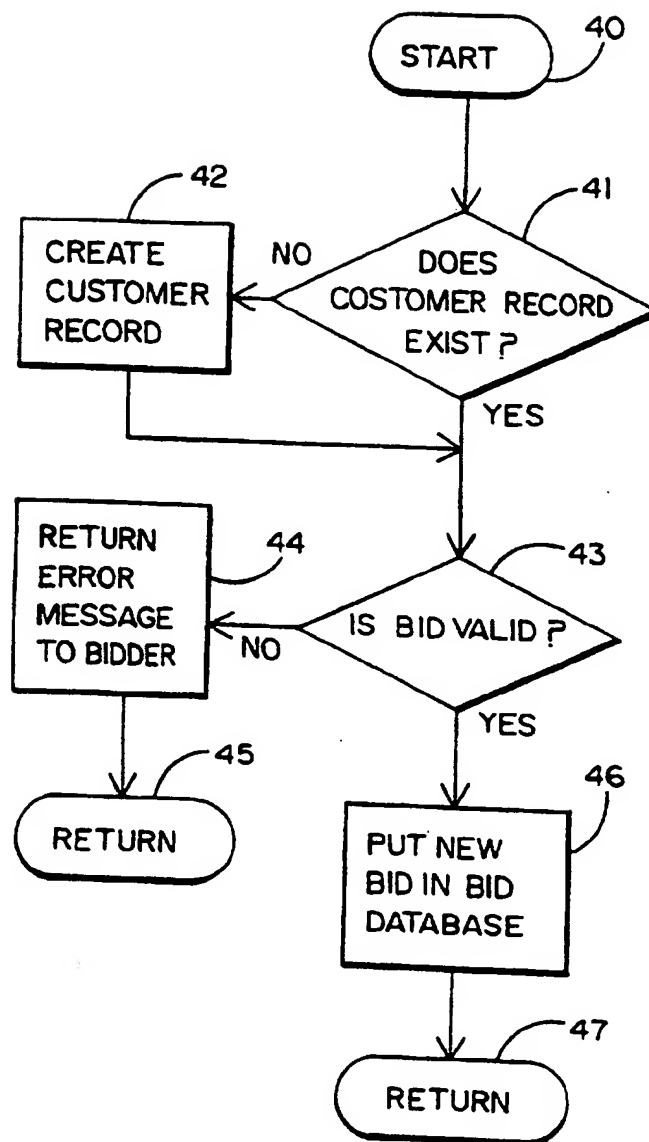 40
START
42
41
CREATE
CUSTOMER
RECORD
NO
DOES
COSTOMER RECORD
EXIST?
YES
RETURN
ERROR
MESSAGE
TO BIDDER
44
43
NO
IS BID VALID?
YES
45
RETURN
46
PUT NEW
BID IN BID
DATABASE
47
RETURN